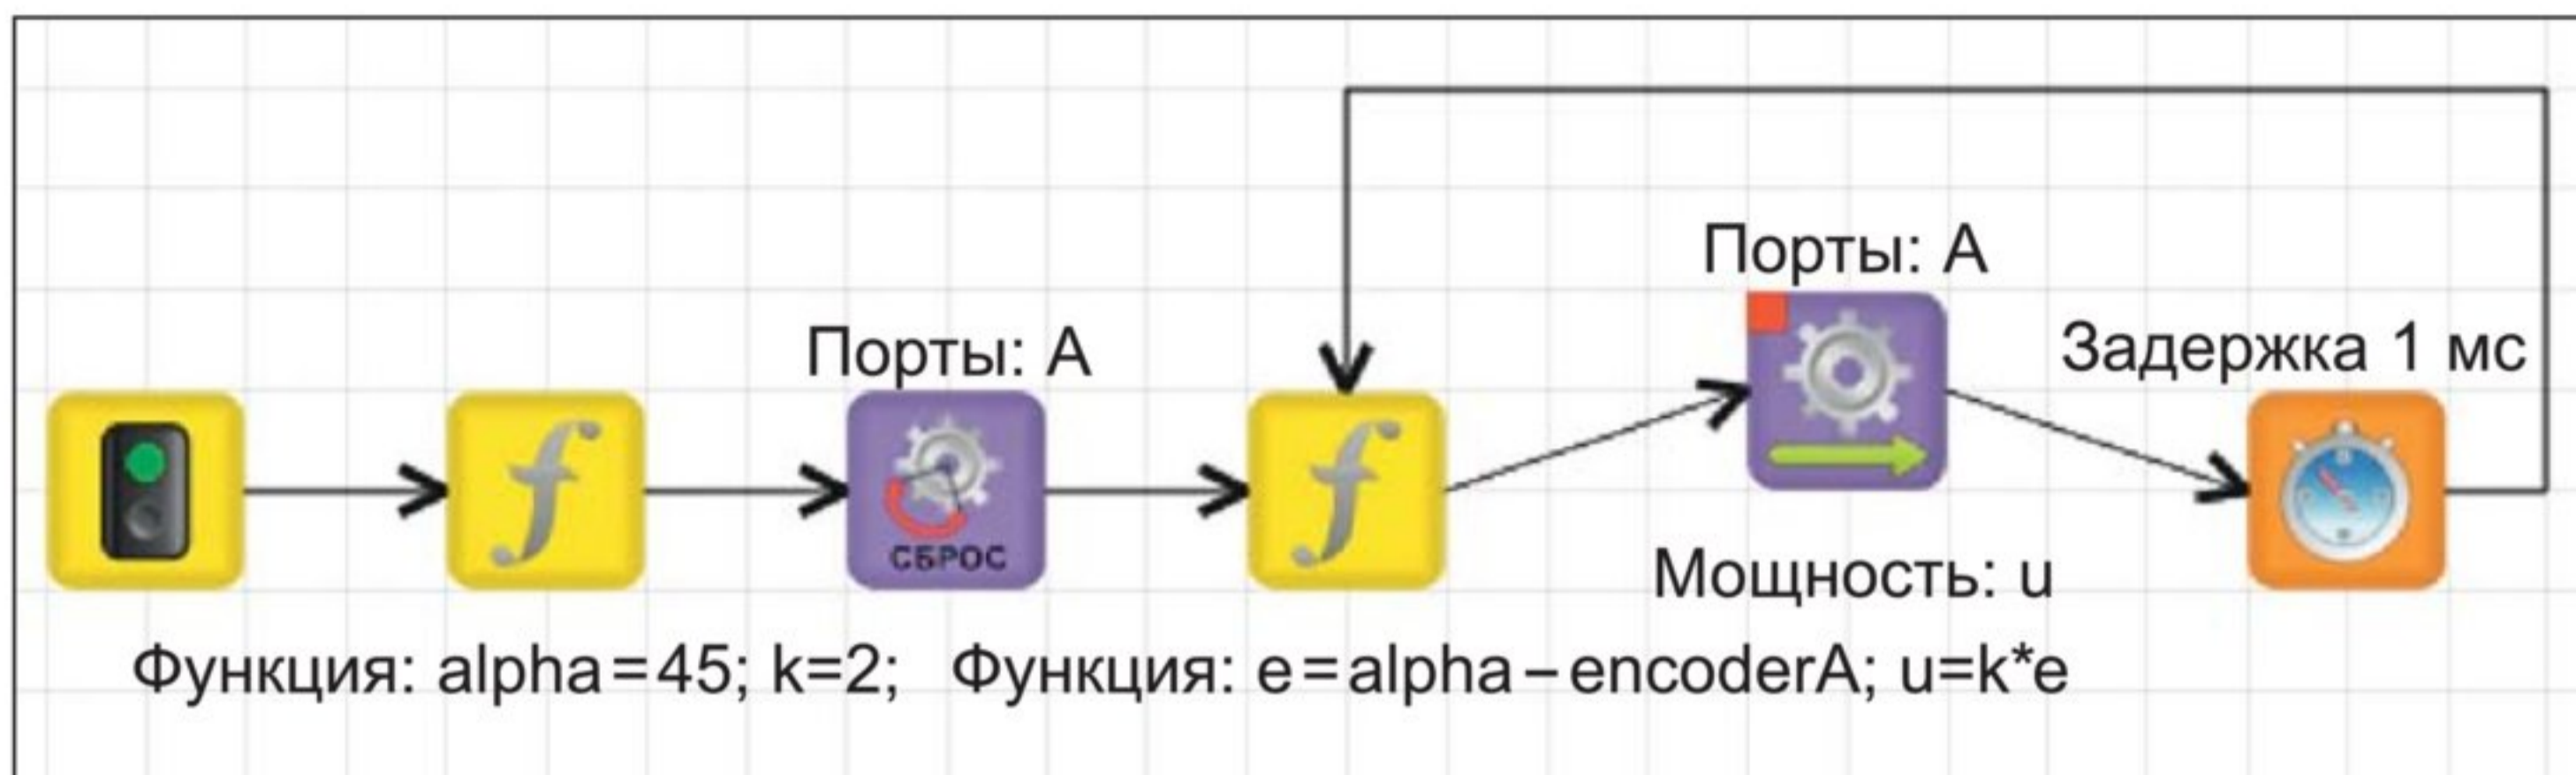 Порты: A
Порты: A
Задержка 1 мс
СБРОС
Мощность: u
Функция: alpha=45; k=2;
Функция: e=alpha–encoderA; u=k*e